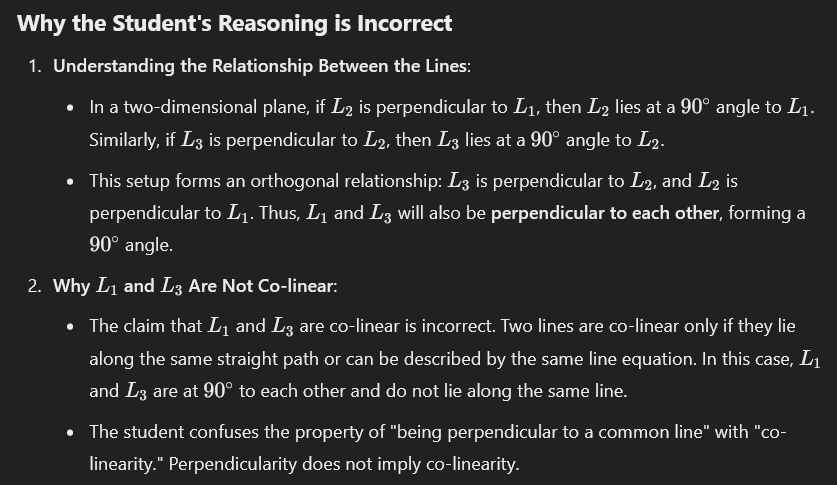 Why the Student's Reasoning is Incorrect
1. Understanding the Relationship Between the Lines:
• In a two-dimensional plane, if L₂ is perpendicular to L₁, then L₂ lies at a 90° angle to L₁.
Similarly, if L₃ is perpendicular to L₂, then L₃ lies at a 90° angle to L₂.
• This setup forms an orthogonal relationship: L₃ is perpendicular to L₂, and L₂ is
perpendicular to L₁. Thus, L₁ and L₃ will also be perpendicular to each other, forming a
90° angle.
2. Why L₁ and L₃ Are Not Co-linear:
• The claim that L₁ and L₃ are co-linear is incorrect. Two lines are co-linear only if they lie
along the same straight path or can be described by the same line equation. In this case, L₁
and L₃ are at 90° to each other and do not lie along the same line.
• The student confuses the property of "being perpendicular to a common line" with "co-
linearity." Perpendicularity does not imply co-linearity.